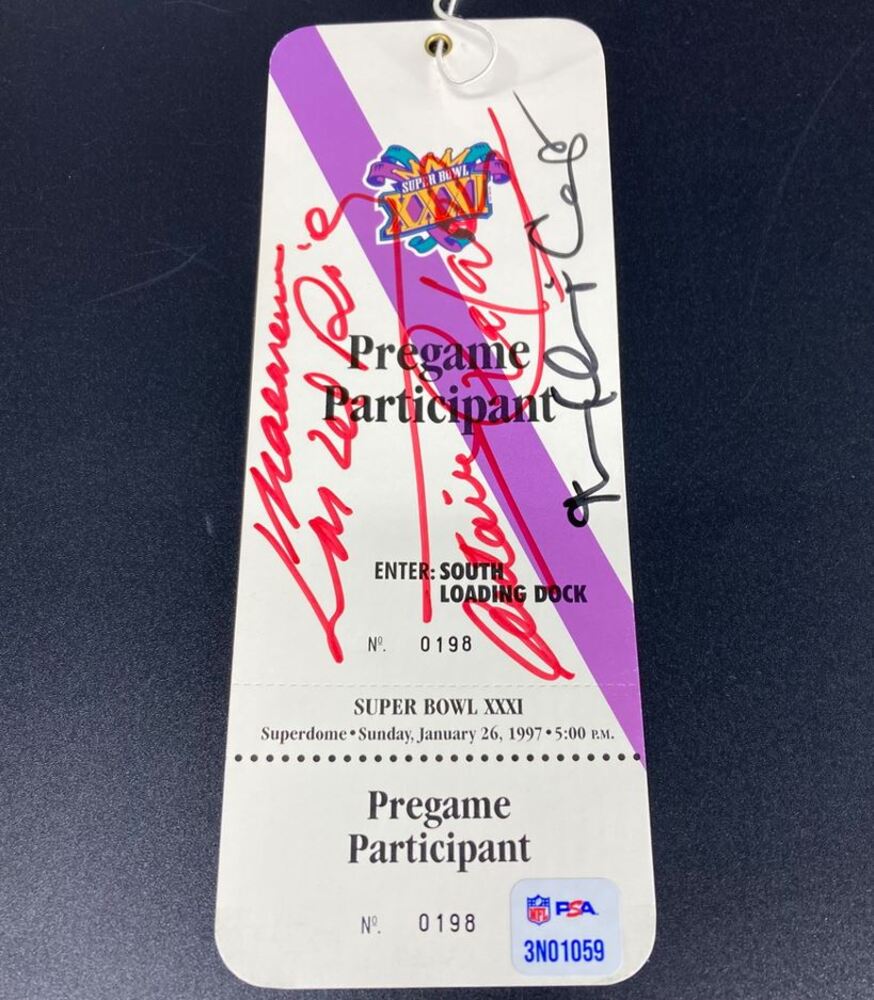 SUPER BOWL
XXXI
Pregame
Participant
ENTER: SOUTH
LOADING DOCK
Nº. 0198
SUPER BOWL XXXI
Superdome • Sunday, January 26, 1997 • 5:00 P.M.
Pregame
Participant
Nº. 0198
NFL PSA
3N01059